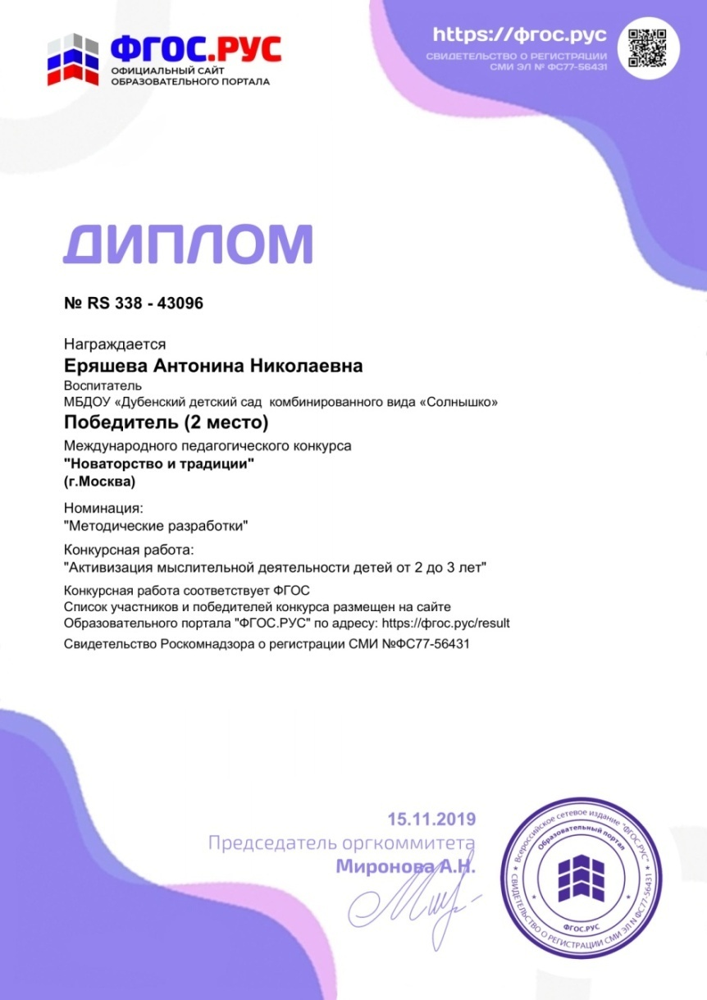 ФГОС.РУС
ОФИЦИАЛЬНЫЙ САЙТ
ОБРАЗОВАТЕЛЬНОГО ПОРТАЛА
https://фгос.рус
СВИДЕТЕЛЬСТВО О РЕГИСТРАЦИИ
СМИ ЭЛ № ФС77-56431
ДИПЛОМ
№ RS 338 - 43096
Награждается
Еряшева Антонина Николаевна
Воспитатель
МБДОУ «Дубенский детский сад комбинированного вида «Солнышко»
Победитель (2 место)
Международного педагогического конкурса
"Новаторство и традиции"
(г.Москва)
Номинация:
"Методические разработки"
Конкурсная работа:
"Активизация мыслительной деятельности детей от 2 до 3 лет"
Конкурсная работа соответствует ФГОС
Список участников и победителей конкурса размещен на сайте
Образовательного портала "ФГОС.РУС" по адресу: https://фгос.рус/result
Свидетельство Роскомнадзора о регистрации СМИ №ФС77-56431
15.11.2019
Председатель оргкоммитета
Миронова А.Н.
Всероссийское сетевое издание "ФГОС.РУС"
СВИДЕТЕЛЬСТВО О РЕГИСТРАЦИИ СМИ ЭЛ N ФС77-56431
Образовательный портал
ФГОС.РУС